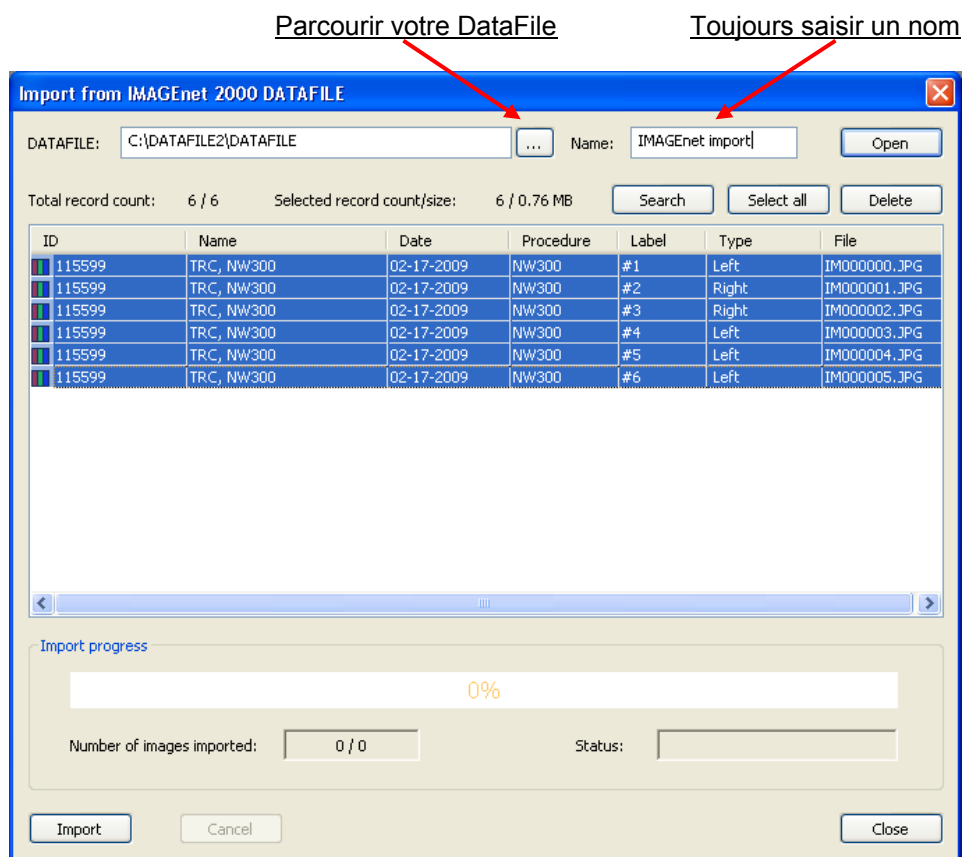 Parcourir votre DataFile Toujours saisir un nom
Import from IMAGEnet 2000 DATAFILE
DATAFILE: C:\DATAFILE2\DATAFILE ... Name: IMAGEnet import Open
Total record count: 6 / 6 Selected record count/size: 6 / 0.76 MB Search Select all Delete
ID Name Date Procedure Label Type File
115599 TRC, NW300 02-17-2009 NW300 #1 Left IM000000.JPG
115599 TRC, NW300 02-17-2009 NW300 #2 Right IM000001.JPG
115599 TRC, NW300 02-17-2009 NW300 #3 Right IM000002.JPG
115599 TRC, NW300 02-17-2009 NW300 #4 Left IM000003.JPG
115599 TRC, NW300 02-17-2009 NW300 #5 Left IM000004.JPG
115599 TRC, NW300 02-17-2009 NW300 #6 Left IM000005.JPG
Import progress
0%
Number of images imported: 0 / 0 Status:
Import Cancel Close